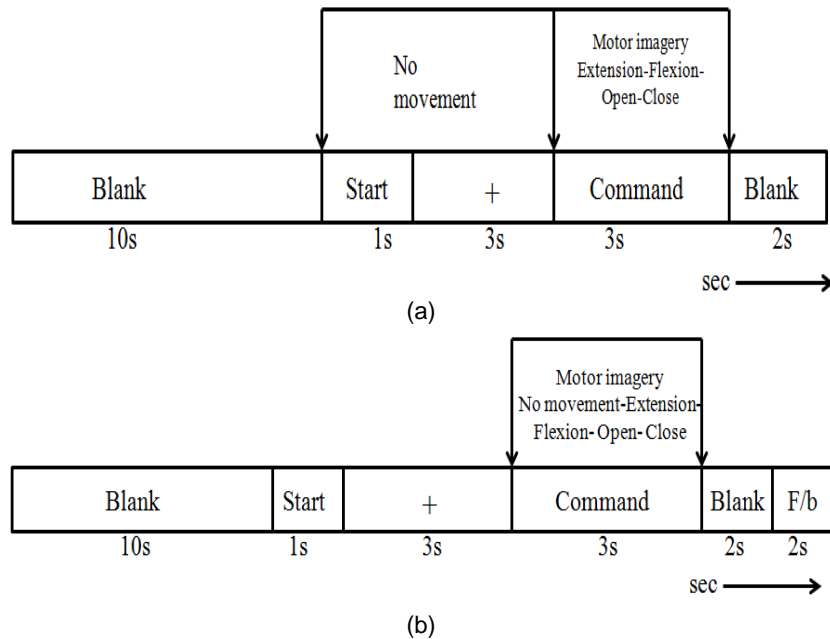 No
movement
Motor imagery
Extension-Flexion-
Open-Close
Blank Start + Command Blank
10s 1s 3s 3s 2s
sec
(a)
Motor imagery
No movement-Extension-
Flexion- Open- Close
Blank Start + Command Blank F/b
10s 1s 3s 3s 2s 2s
sec
(b)